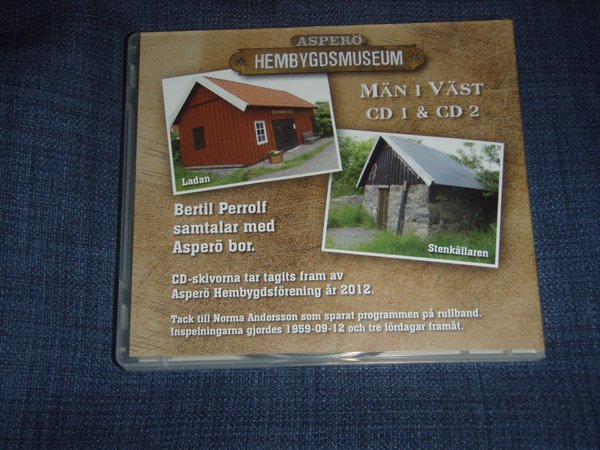 ASPERÖ
HEMBYGDSMUSEUM
MÄN I VÄST
CD 1 & CD 2
Ladan
Stenkällaren
Bertil Perrolf
samtalar med
Asperö bor.
CD-skivorna tar tagits fram av
Asperö Hembygdsförening år 2012.
Tack till Norma Andersson som sparat programmen på rullband.
Inspelningarna gjordes 1959-09-12 och tre lördagar framåt.